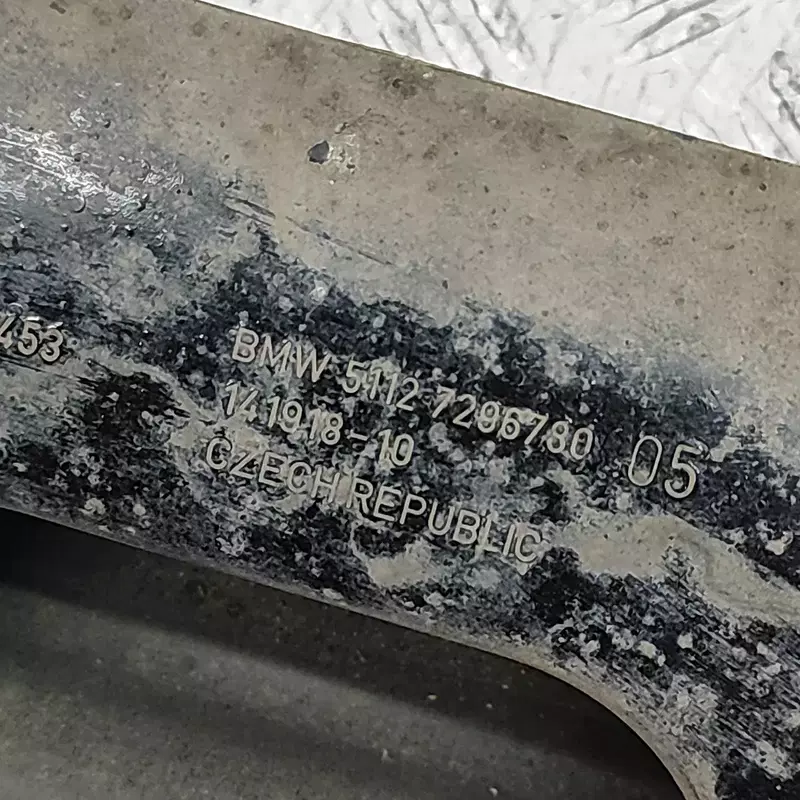 453
BMW 5112 7296780 05
141918-10
CZECH REPUBLIC